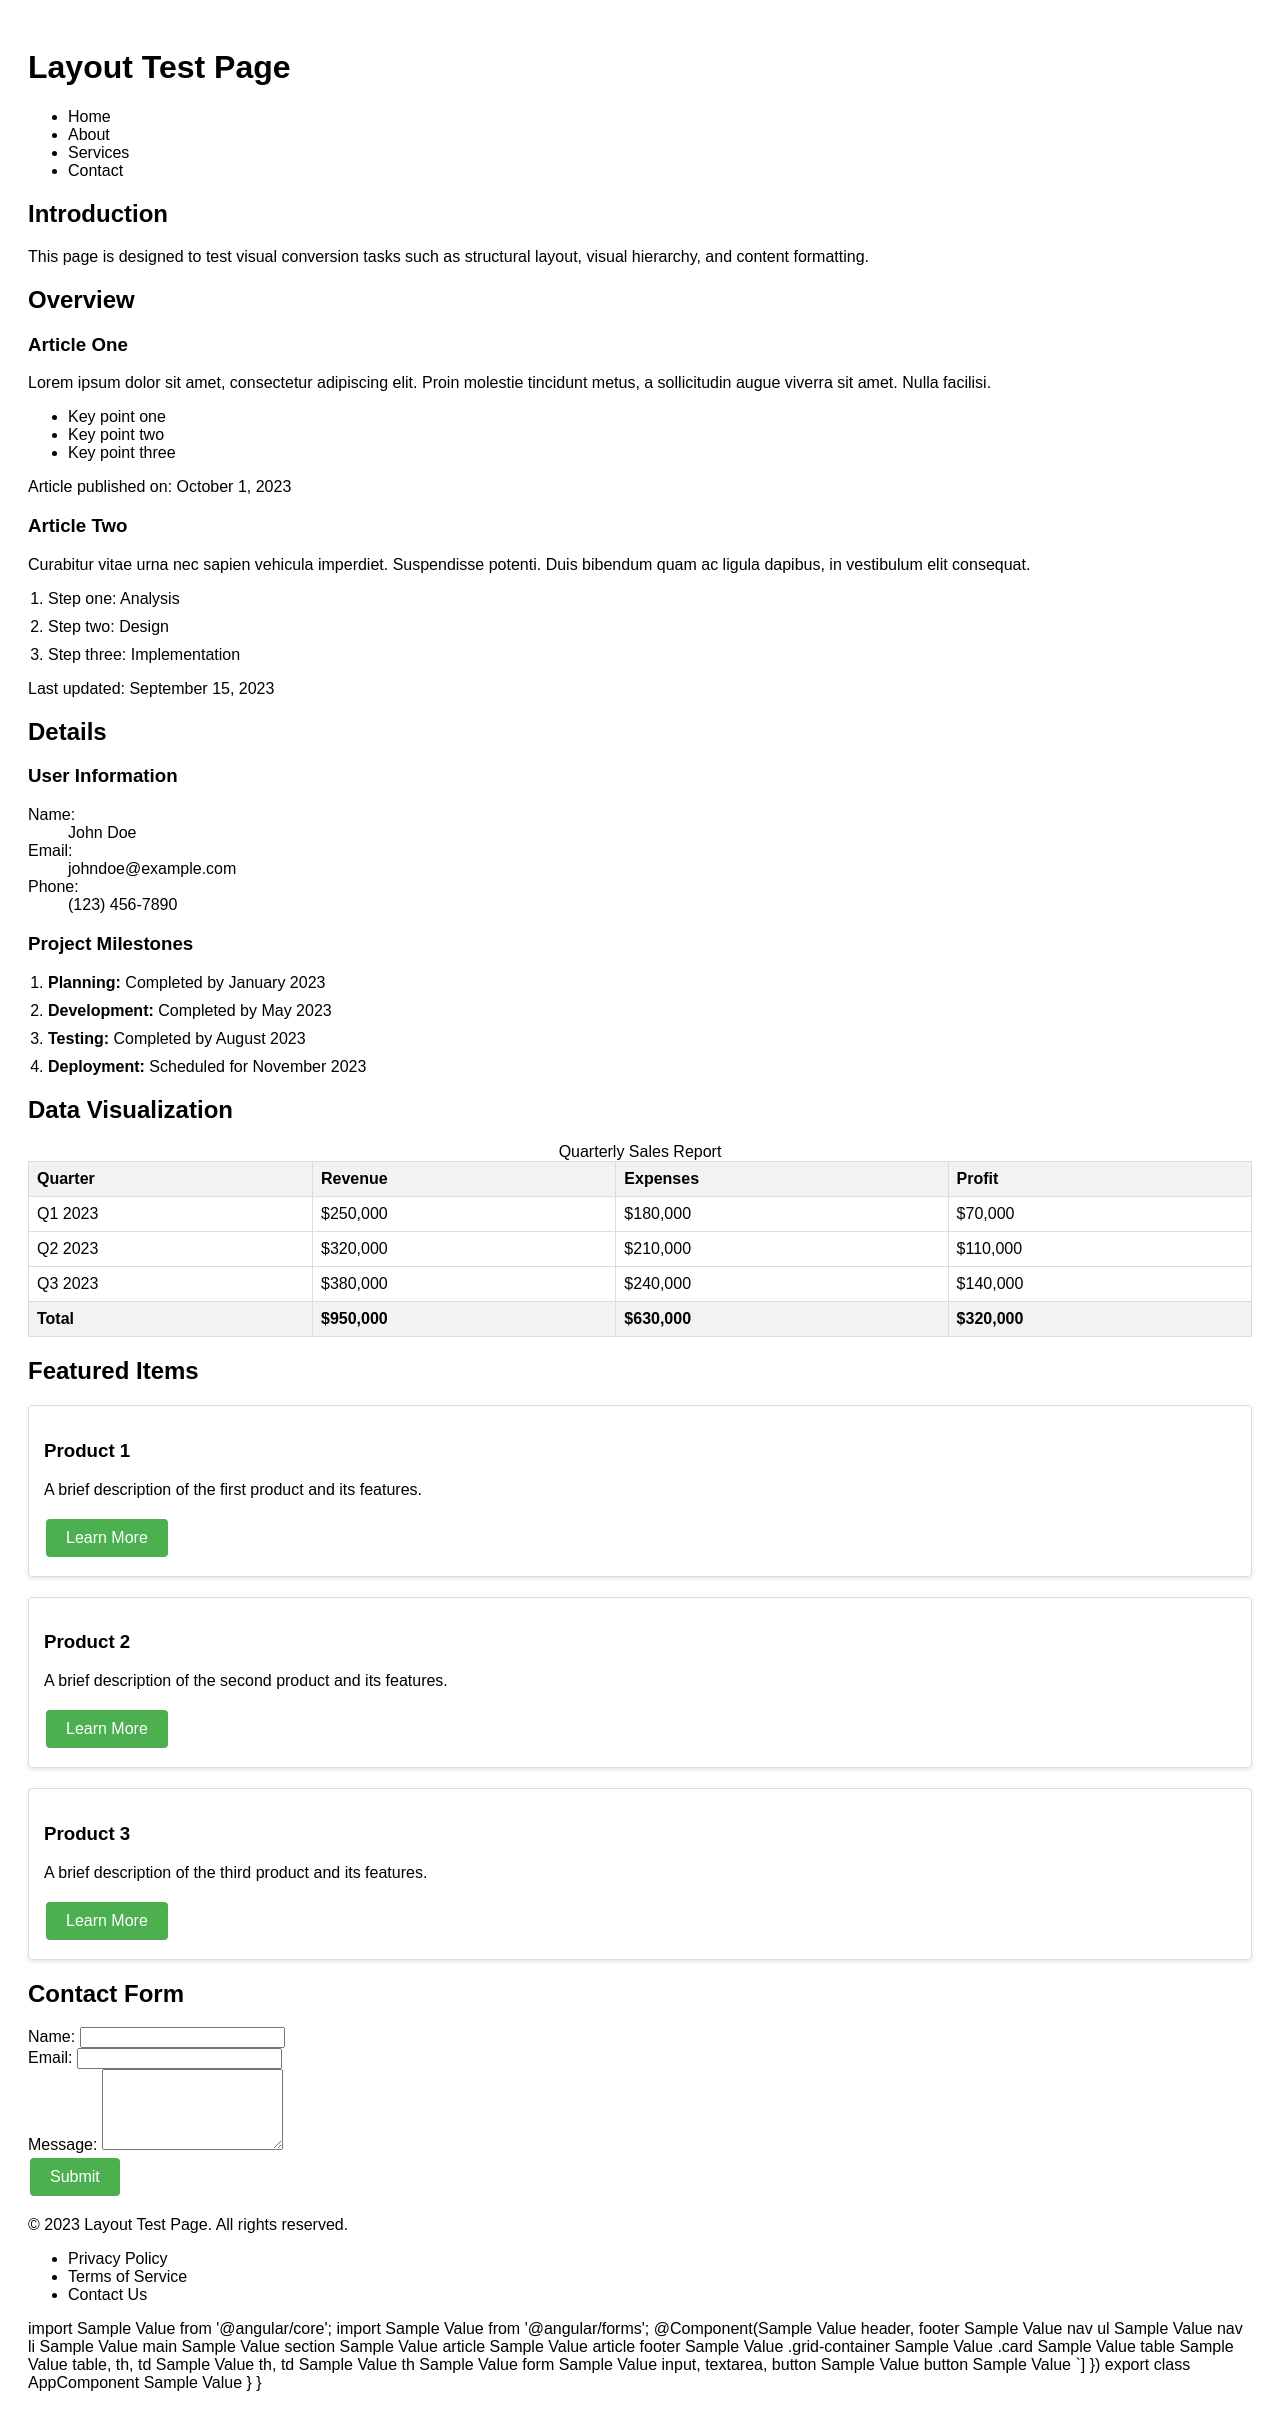 Layout Test Page
Home
About
Services
Contact
Introduction
This page is designed to test visual conversion tasks such as structural layout, visual hierarchy, and content formatting.
Overview
Article One
Lorem ipsum dolor sit amet, consectetur adipiscing elit. Proin molestie tincidunt metus, a sollicitudin augue viverra sit amet. Nulla facilisi.
Key point one
Key point two
Key point three
Article published on: October 1, 2023
Article Two
Curabitur vitae urna nec sapien vehicula imperdiet. Suspendisse potenti. Duis bibendum quam ac ligula dapibus, in vestibulum elit consequat.
1. Step one: Analysis
2. Step two: Design
3. Step three: Implementation
Last updated: September 15, 2023
Details
User Information
Name:
John Doe
Email:
johndoe@example.com
Phone:
(123) 456-7890
Project Milestones
1. Planning: Completed by January 2023
2. Development: Completed by May 2023
3. Testing: Completed by August 2023
4. Deployment: Scheduled for November 2023
Data Visualization
Quarterly Sales Report
Quarter Revenue Expenses Profit
Q1 2023 $250,000 $180,000 $70,000
Q2 2023 $320,000 $210,000 $110,000
Q3 2023 $380,000 $240,000 $140,000
Total $950,000 $630,000 $320,000
Featured Items
Product 1
A brief description of the first product and its features.
Learn More
Product 2
A brief description of the second product and its features.
Learn More
Product 3
A brief description of the third product and its features.
Learn More
Contact Form
Name:
Email:
Message:
Submit
© 2023 Layout Test Page. All rights reserved.
Privacy Policy
Terms of Service
Contact Us
import Sample Value from '@angular/core'; import Sample Value from '@angular/forms'; @Component(Sample Value header, footer Sample Value nav ul Sample Value nav
li Sample Value main Sample Value section Sample Value article Sample Value article footer Sample Value .grid-container Sample Value .card Sample Value table Sample
Value table, th, td Sample Value th, td Sample Value th Sample Value form Sample Value input, textarea, button Sample Value button Sample Value `] }) export class
AppComponent Sample Value } }